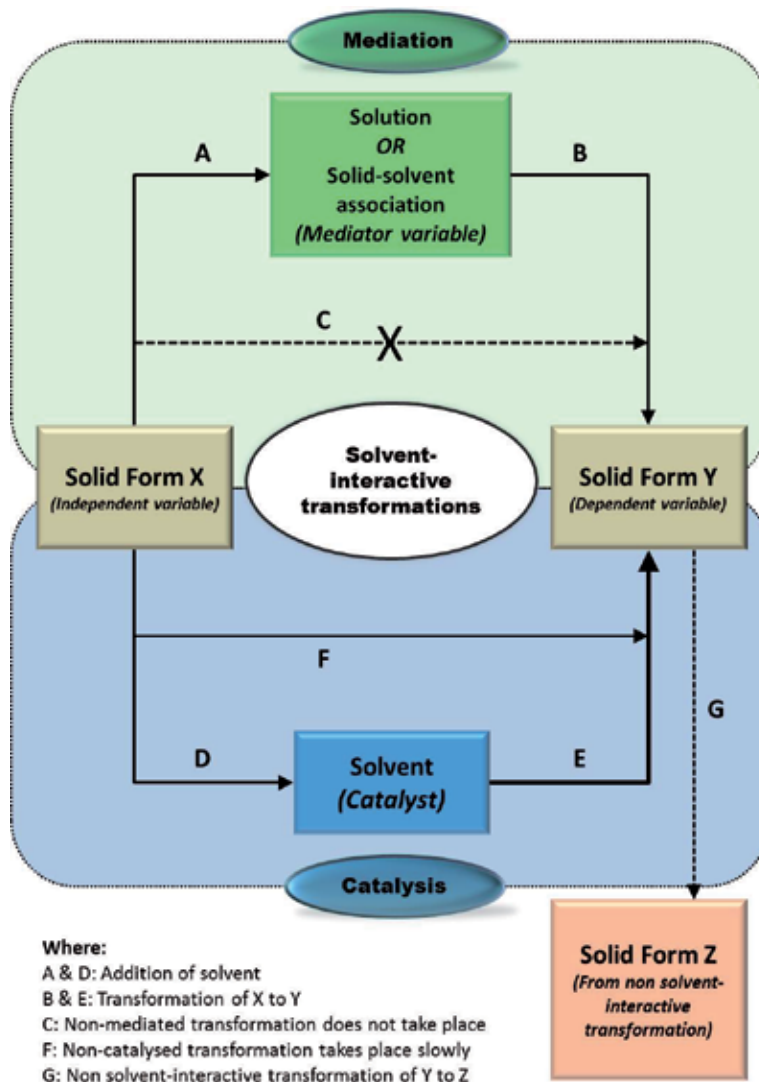 Mediation
Solution
OR
Solid-solvent
association
(Mediator variable)
A
B
C
X
Solid Form X
(Independent variable)
Solvent-
interactive
transformations
Solid Form Y
(Dependent variable)
F
G
D
Solvent
(Catalyst)
E
Catalysis
Solid Form Z
(From non solvent-
interactive
transformation)
Where:
A & D: Addition of solvent
B & E: Transformation of X to Y
C: Non-mediated transformation does not take place
F: Non-catalysed transformation takes place slowly
G: Non solvent-interactive transformation of Y to Z